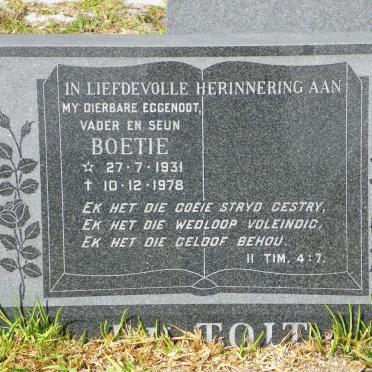 IN LIEFDEVOLLE HERINNERING AAN
MY DIERBARE EGGENOOT,
VADER EN SEUN
BOETIE
☆ 27-7-1931
✝ 10-12-1978
EK HET DIE GOEIE STRYD GESTRY,
EK HET DIE WEDLOOP VOLEINDIG,
EK HET DIE GELOOF BEHOU.
II TIM, 4:7.
DU TOIT